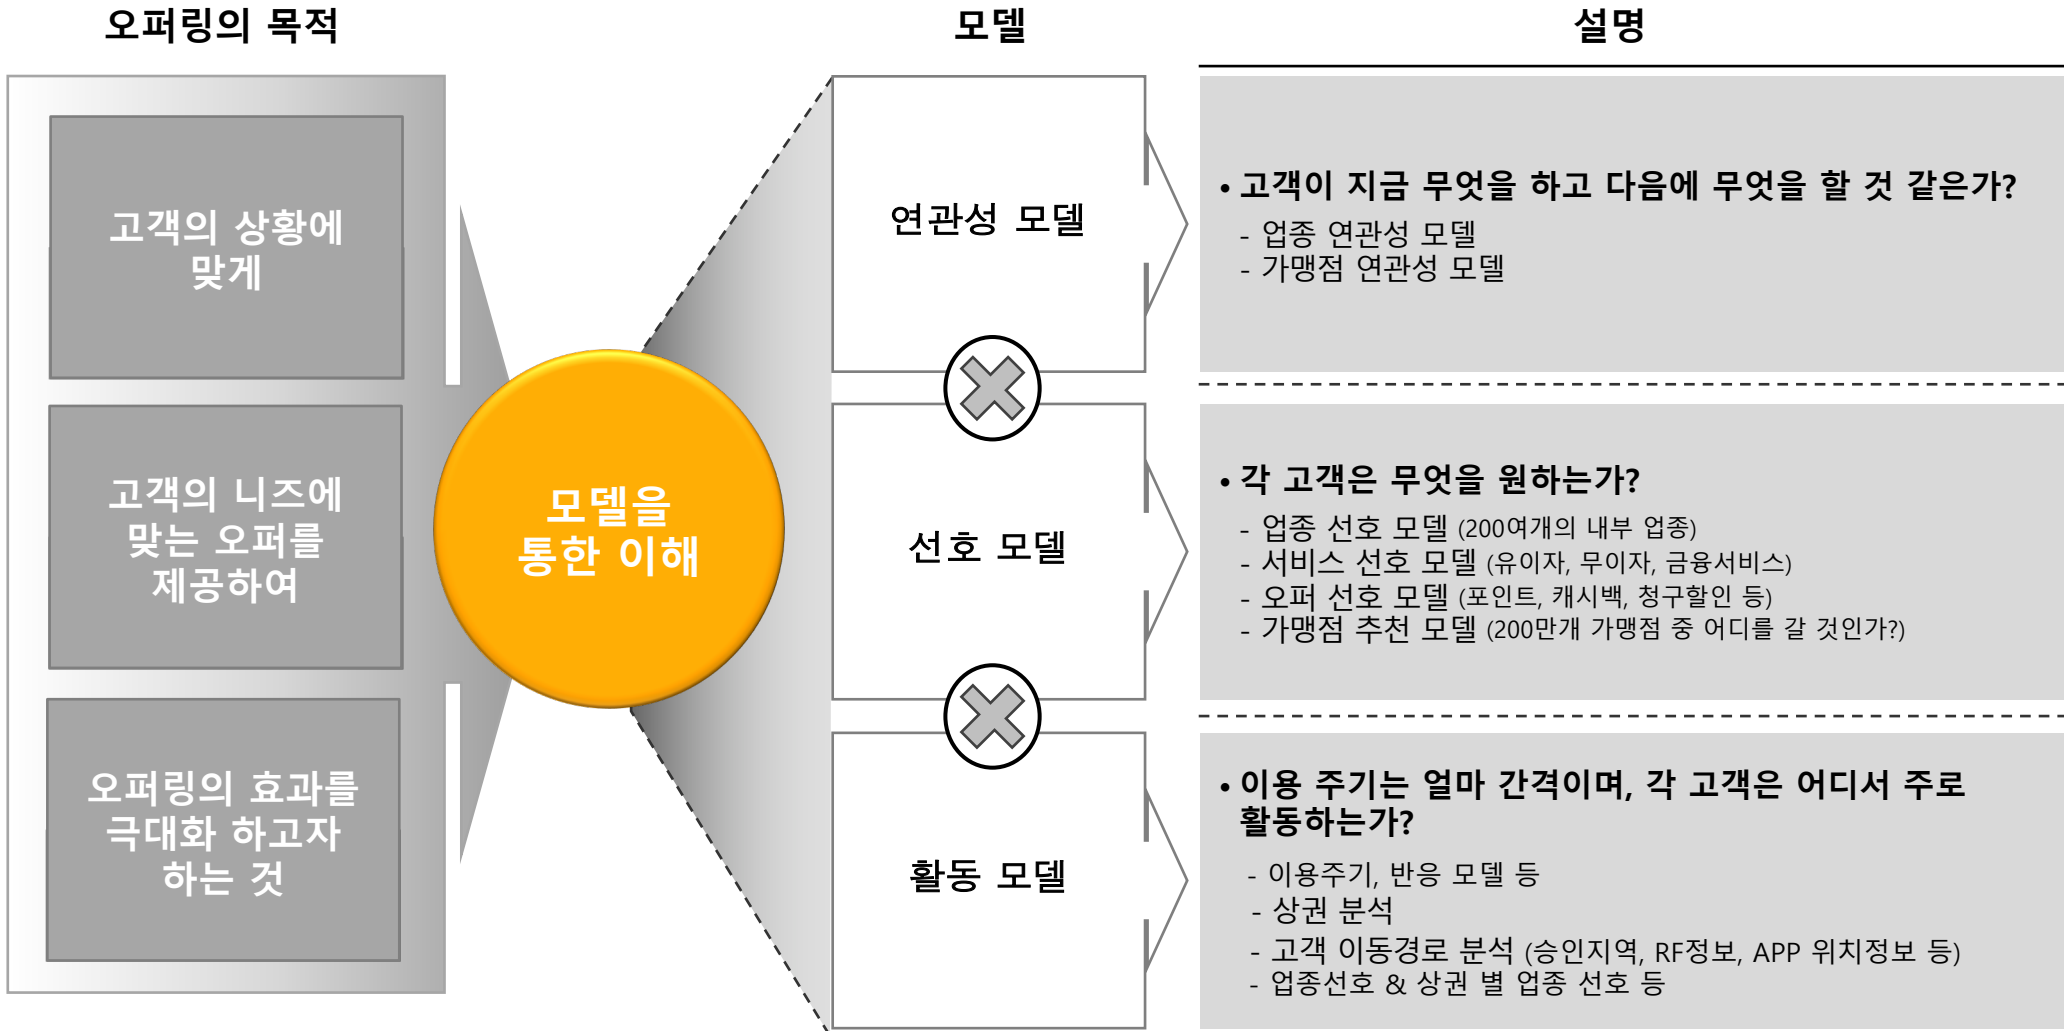 오퍼링의 목적
모델
설명
고객의 상황에
맞게
고객의 니즈에
맞는 오퍼를
제공하여
오퍼링의 효과를
극대화 하고자
하는 것
모델을
통한 이해
연관성 모델
• 고객이 지금 무엇을 하고 다음에 무엇을 할 것 같은가?
- 업종 연관성 모델
- 가맹점 연관성 모델
선호 모델
• 각 고객은 무엇을 원하는가?
- 업종 선호 모델 (200여개의 내부 업종)
- 서비스 선호 모델 (유이자, 무이자, 금융서비스)
- 오퍼 선호 모델 (포인트, 캐시백, 청구할인 등)
- 가맹점 추천 모델 (200만개 가맹점 중 어디를 갈 것인가?)
활동 모델
• 이용 주기는 얼마 간격이며, 각 고객은 어디서 주로
활동하는가?
- 이용주기, 반응 모델 등
- 상권 분석
- 고객 이동경로 분석 (승인지역, RF정보, APP 위치정보 등)
- 업종선호 & 상권 별 업종 선호 등